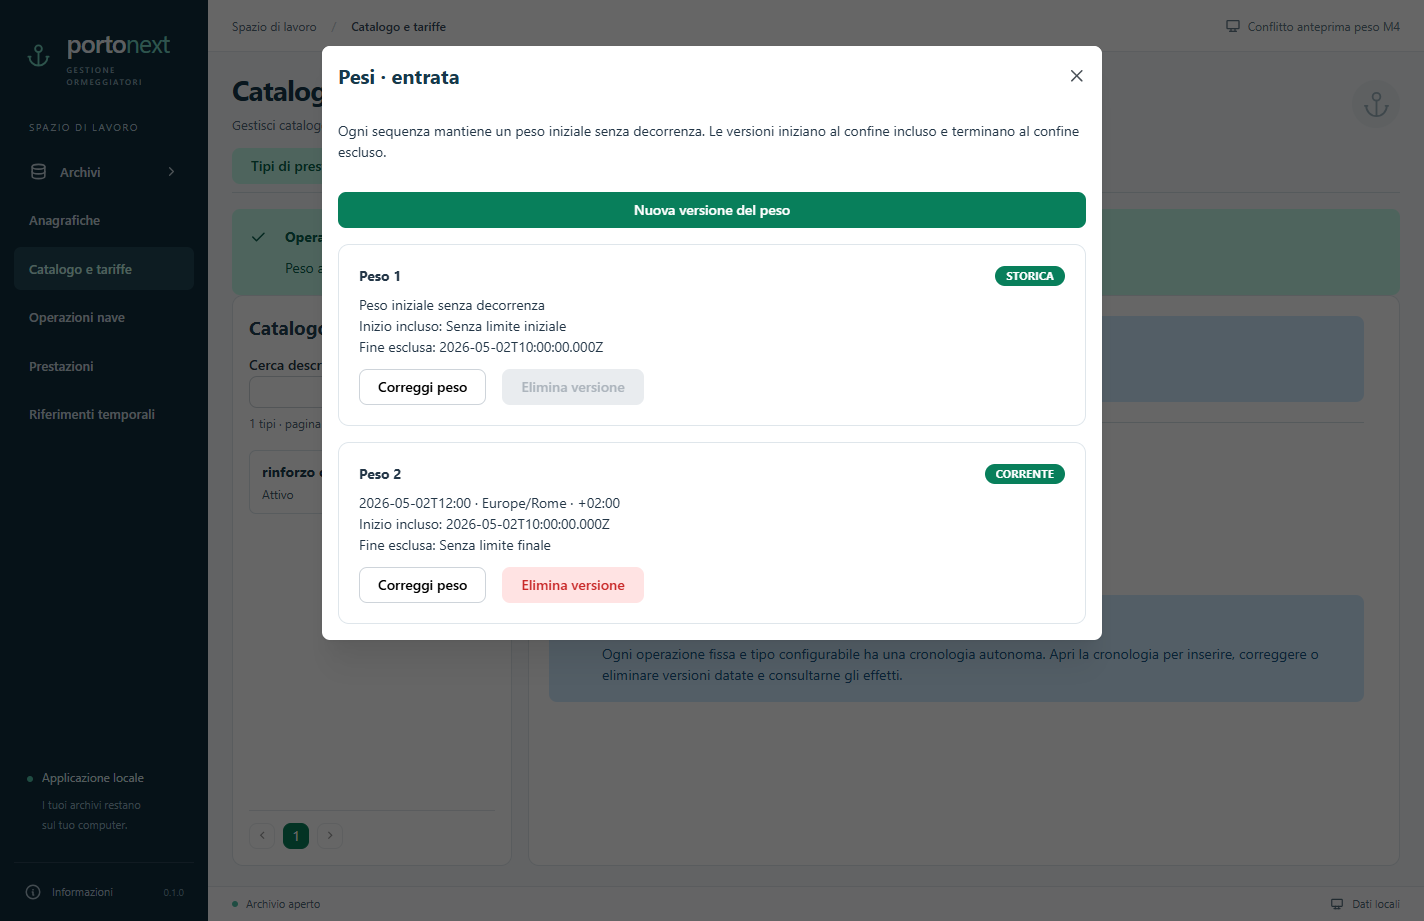 portonext
GESTIONE
ORMEGGIATORI
SPAZIO DI LAVORO
Archivi
Anagrafiche
Catalogo e tariffe
Operazioni nave
Prestazioni
Riferimenti temporali
Applicazione locale
I tuoi archivi restano
sul tuo computer.
Informazioni 0.1.0
Spazio di lavoro / Catalogo e tariffe
Conflitto anteprima peso M4
Catalog
Gestisci catalog
Tipi di pres
Opera
Peso a
Catalogo
Cerca descr
1 tipi · pagina
rinforzo
Attivo
1
Pesi · entrata
Ogni sequenza mantiene un peso iniziale senza decorrenza. Le versioni iniziano al confine incluso e terminano al confine
escluso.
Nuova versione del peso
Peso 1 STORICA
Peso iniziale senza decorrenza
Inizio incluso: Senza limite iniziale
Fine esclusa: 2026-05-02T10:00:00.000Z
Correggi peso Elimina versione
Peso 2 CORRENTE
2026-05-02T12:00 · Europe/Rome · +02:00
Inizio incluso: 2026-05-02T10:00:00.000Z
Fine esclusa: Senza limite finale
Correggi peso Elimina versione
Ogni operazione fissa e tipo configurabile ha una cronologia autonoma. Apri la cronologia per inserire, correggere o
eliminare versioni datate e consultarne gli effetti.
Archivio aperto
Dati locali